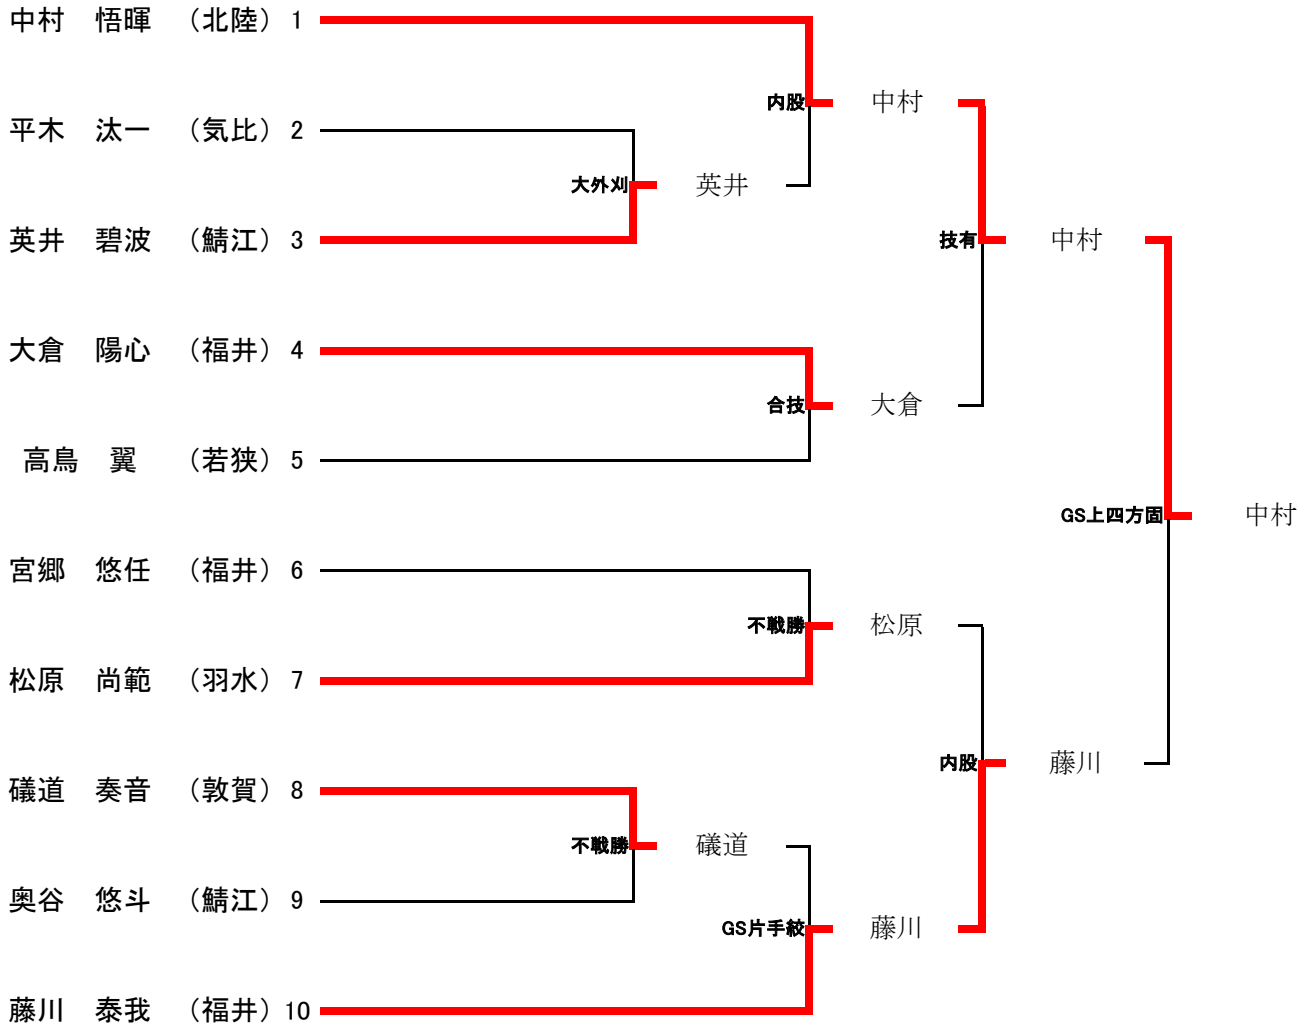 中村　悟暉　（北陸）　1
内股　中村
平木　汰一　（気比）　2
大外刈　英井
英井　碧波　（鯖江）　3
技有　中村
大倉　陽心　（福井）　4
合技　大倉
高鳥　翼　（若狭）　5
GS上四方固　中村
宮郷　悠任　（福井）　6
不戦勝　松原
松原　尚範　（羽水）　7
内股　藤川
礒道　奏音　（敦賀）　8
不戦勝　礒道
奥谷　悠斗　（鯖江）　9
GS片手絞　藤川
藤川　泰我　（福井）　10